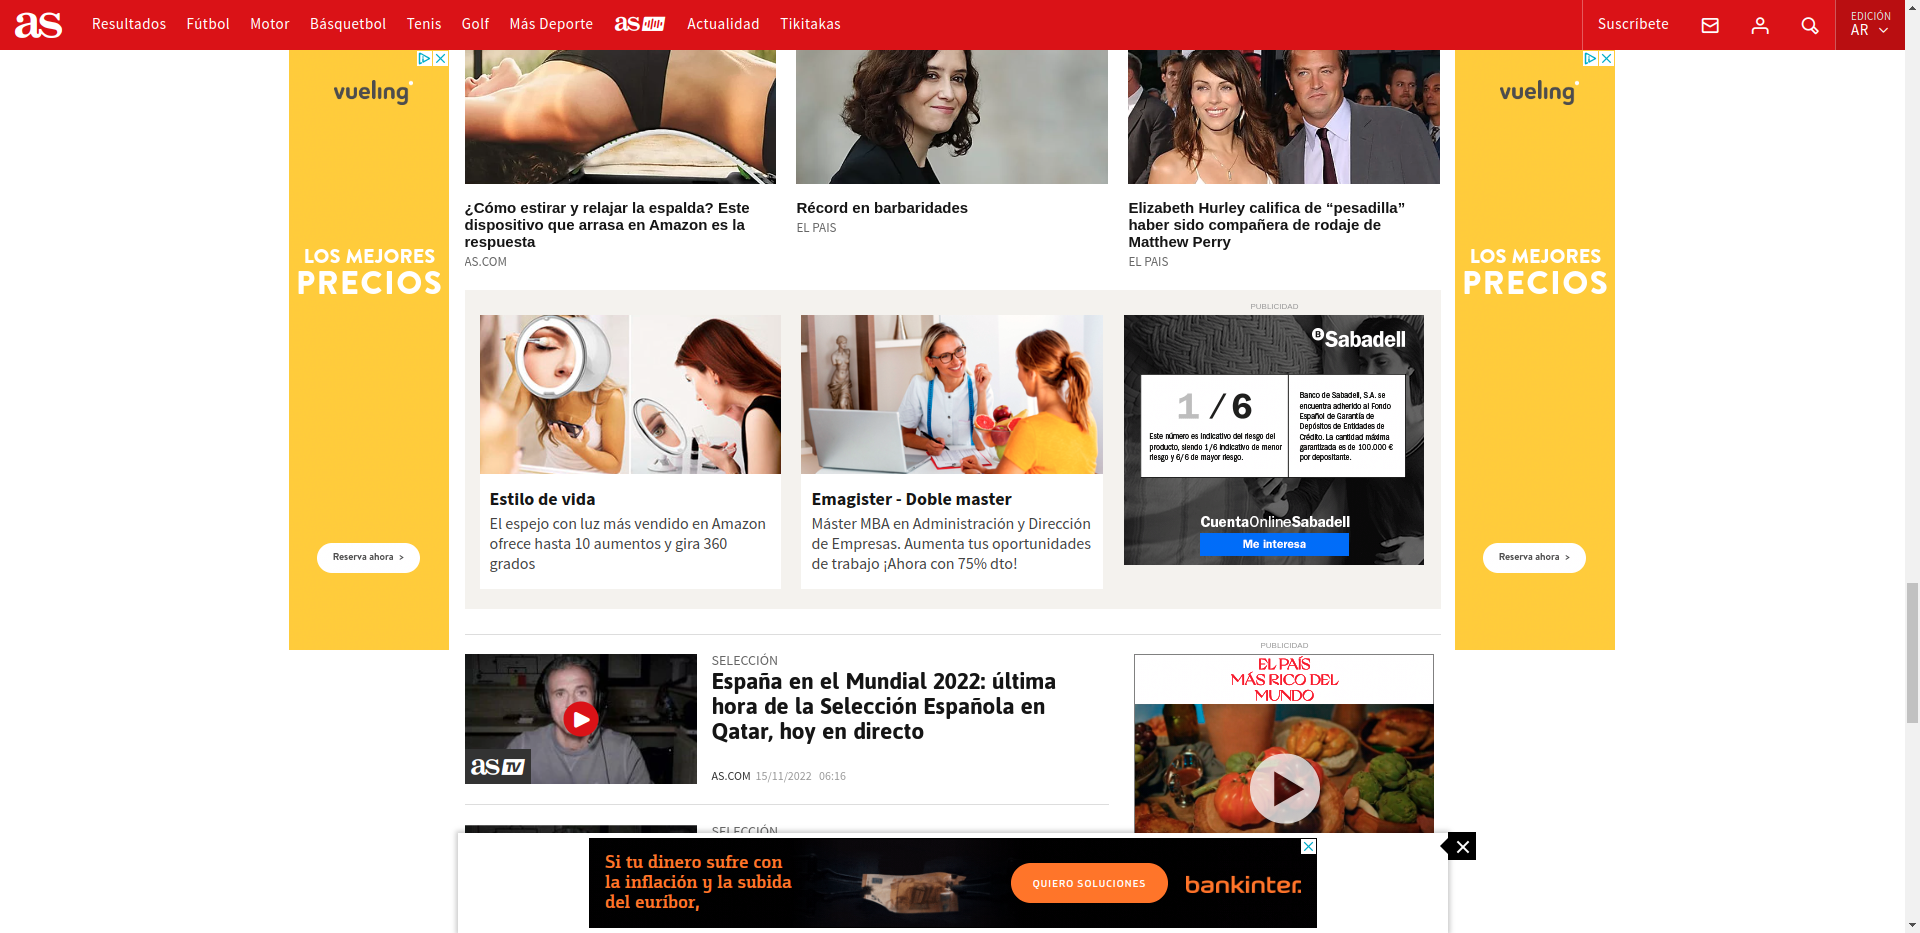 as
Resultados
Fútbol
Motor
Básquetbol
Tenis
Golf
Más Deporte
as
Actualidad
Tikitakas
Suscríbete
EDICIÓN
AR
vueling
LOS MEJORES
PRECIOS
Reserva ahora >
¿Cómo estirar y relajar la espalda? Este
dispositivo que arrasa en Amazon es la
respuesta
AS.COM
Récord en barbaridades
EL PAIS
Elizabeth Hurley califica de “pesadilla”
haber sido compañera de rodaje de
Matthew Perry
EL PAIS
vueling
LOS MEJORES
PRECIOS
Reserva ahora >
Estilo de vida
El espejo con luz más vendido en Amazon
ofrece hasta 10 aumentos y gira 360
grados
Emagister - Doble master
Máster MBA en Administración y Dirección
de Empresas. Aumenta tus oportunidades
de trabajo ¡Ahora con 75% dto!
PUBLICIDAD
B Sabadell
1 / 6
Este número es indicativo del riesgo del
producto, siendo 1/6 indicativo de menor
riesgo y 6/6 de mayor riesgo.
Banco de Sabadell, S.A. se
encuentra adherido al Fondo
Español de Garantía de
Depósitos de Entidades de
Crédito. La cantidad máxima
garantizada es de 100.000 €
por depositante.
CuentaOnlineSabadell
Me interesa
as TV
SELECCIÓN
España en el Mundial 2022: última
hora de la Selección Española en
Qatar, hoy en directo
AS.COM 15/11/2022 06:16
PUBLICIDAD
EL PAÍS
MÁS RICO DEL
MUNDO
SELECCIÓN
Si tu dinero sufre con
la inflación y la subida
del euríbor,
QUIERO SOLUCIONES
bankinter.